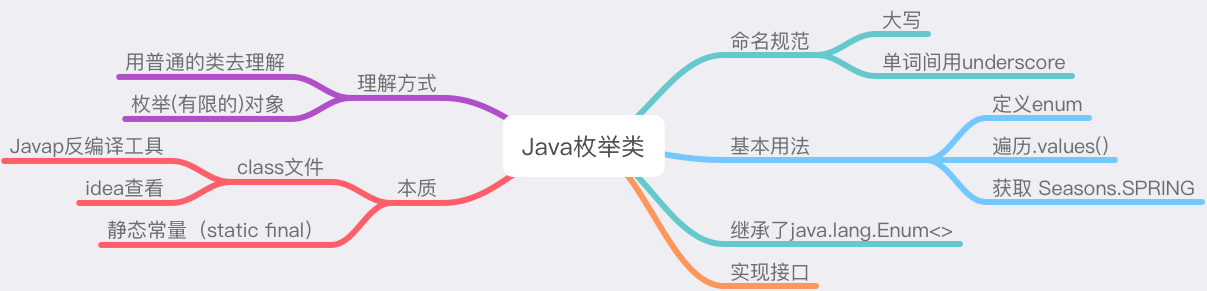 Java枚举类
命名规范
大写
单词间用underscore
基本用法
定义enum
遍历.values()
获取 Seasons.SPRING
继承了java.lang.Enum<>
实现接口
理解方式
用普通的类去理解
枚举(有限的)对象
本质
class文件
Javap反编译工具
idea查看
静态常量（static final）